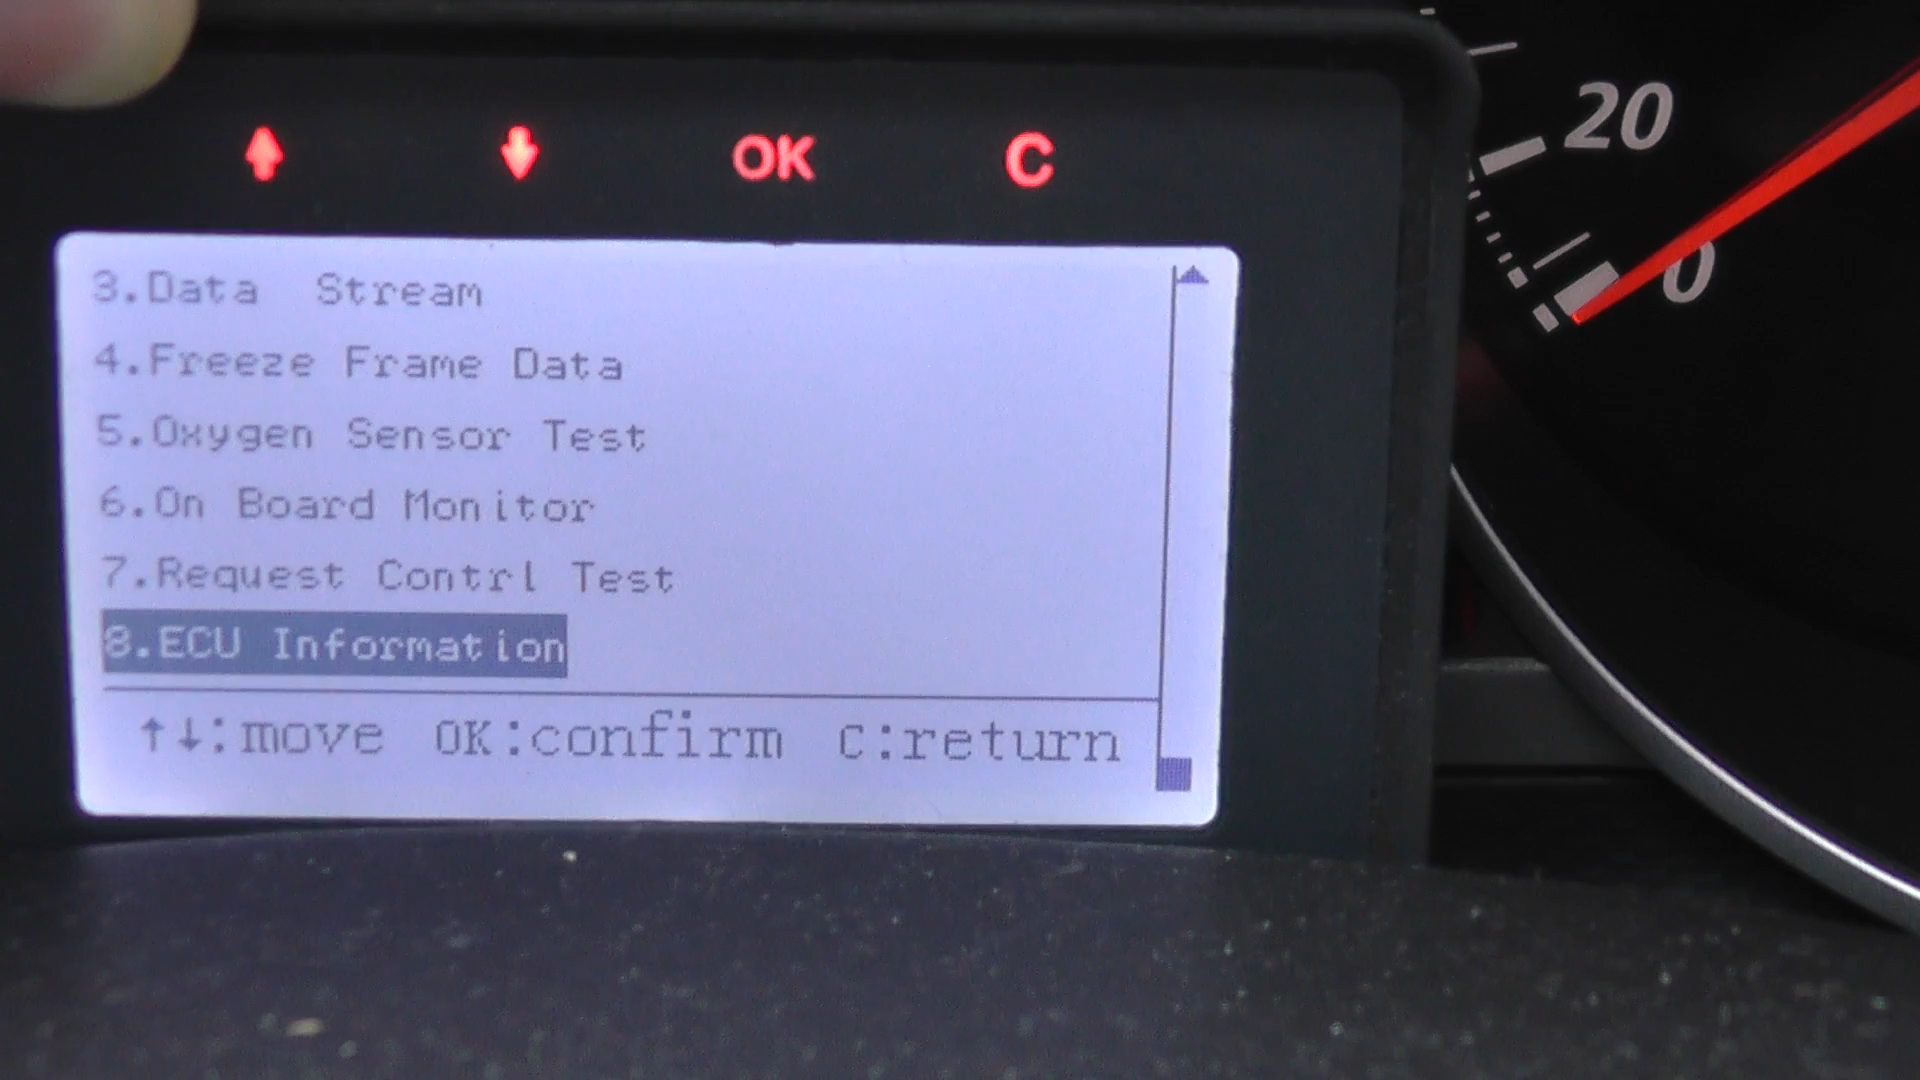 OK C
20
0
3.Data Stream
4.Freeze Frame Data
5.Oxygen Sensor Test
6.On Board Monitor
7.Request Contrl Test
8.ECU Information
↑↓:move OK:confirm C:return